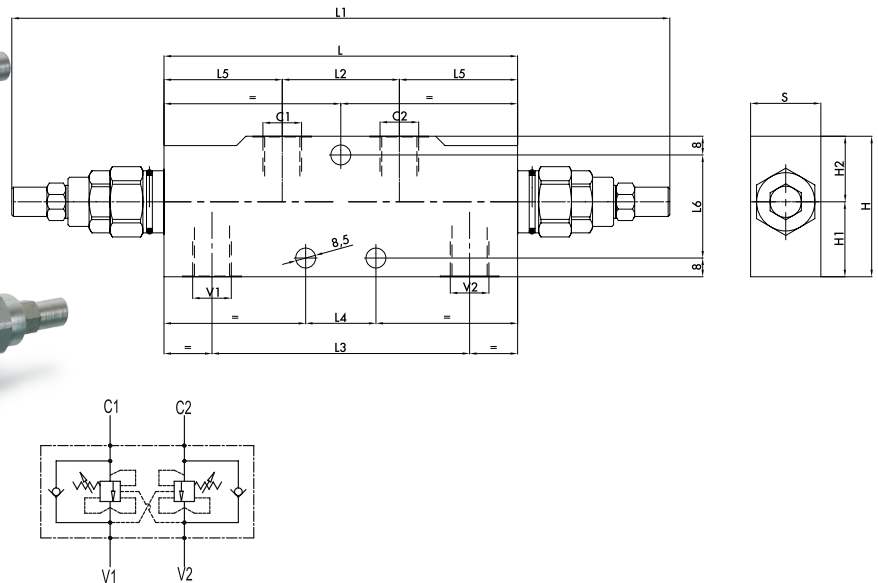 L1
L
L5 L2 L5
= =
C1 C2
S
8
H2
L6
H
H1
8,5
8
V1 V2
= L4 =
= L3 =
C1 C2
V1 V2